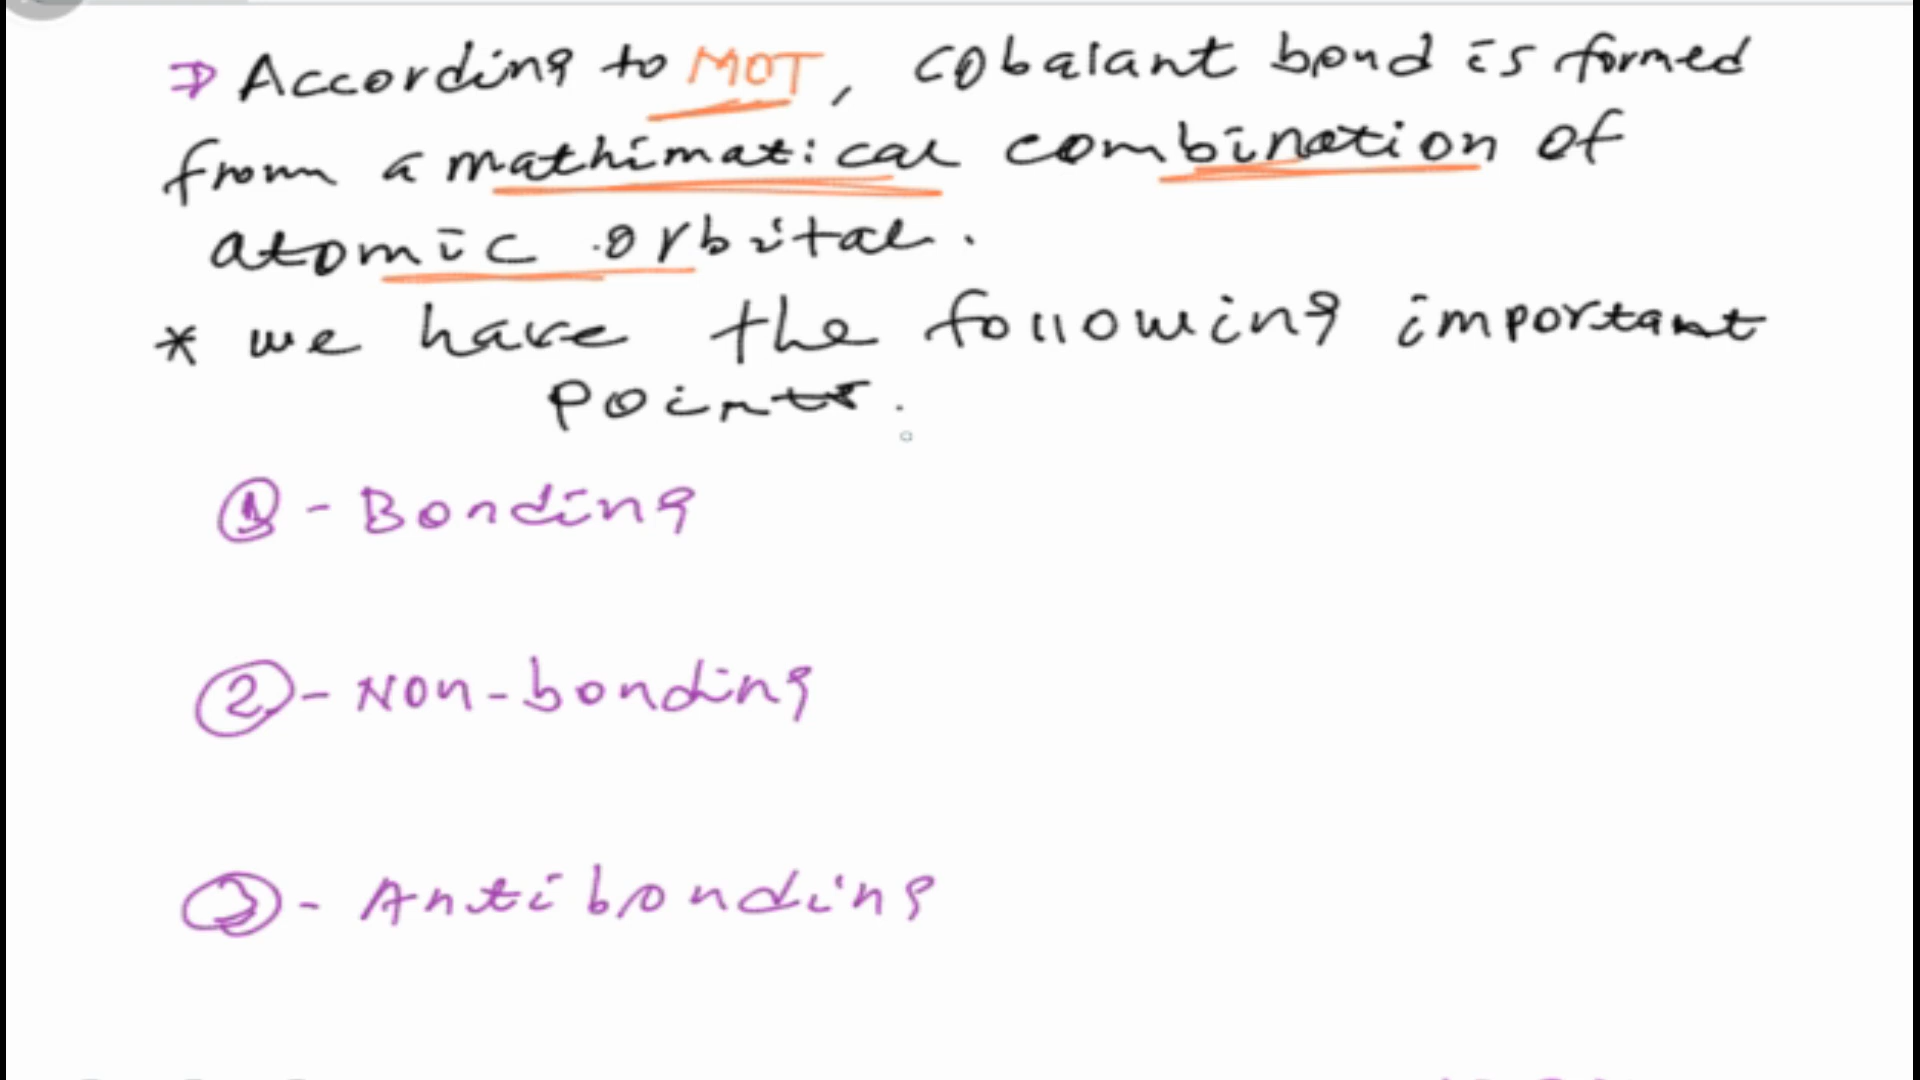 ⇒ According to MOT, cobalant bond is formed
from a mathimatical combination of
atomic orbital.
* we have the following important
points.
① - Bonding
② - Non-bonding
③ - Antibonding